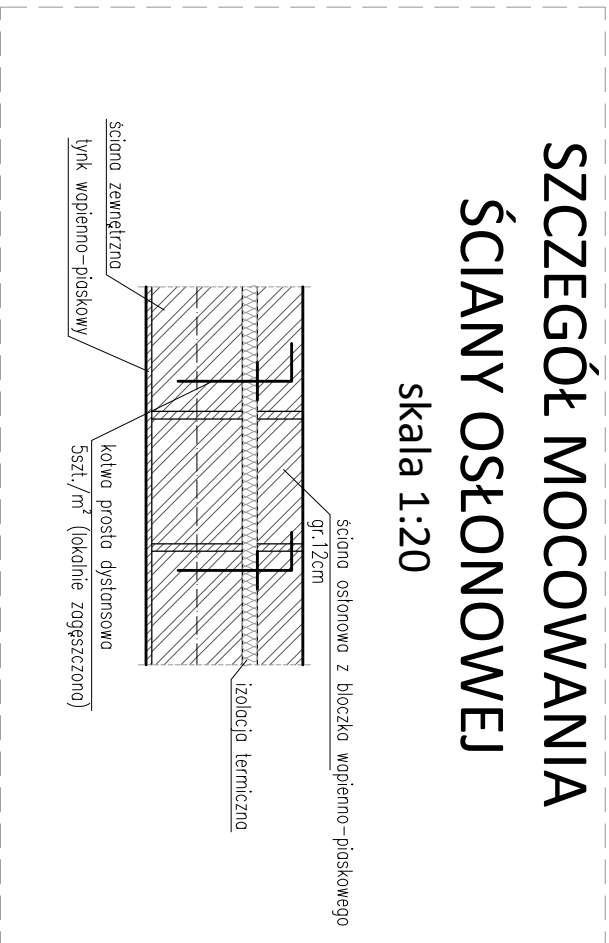 SZCZEGÓŁ MOCOWANIA
ŚCIANY OSŁONOWEJ
skala 1:20
ściana osłonowa z bloczka wapienno-piaskowego
gr.12cm
izolacja termiczna
ściana zewnętrzna
tynk wapienno-piaskowy
kotwa prosta dystansowa
5szt./m² (lokalnie zagęszczona)